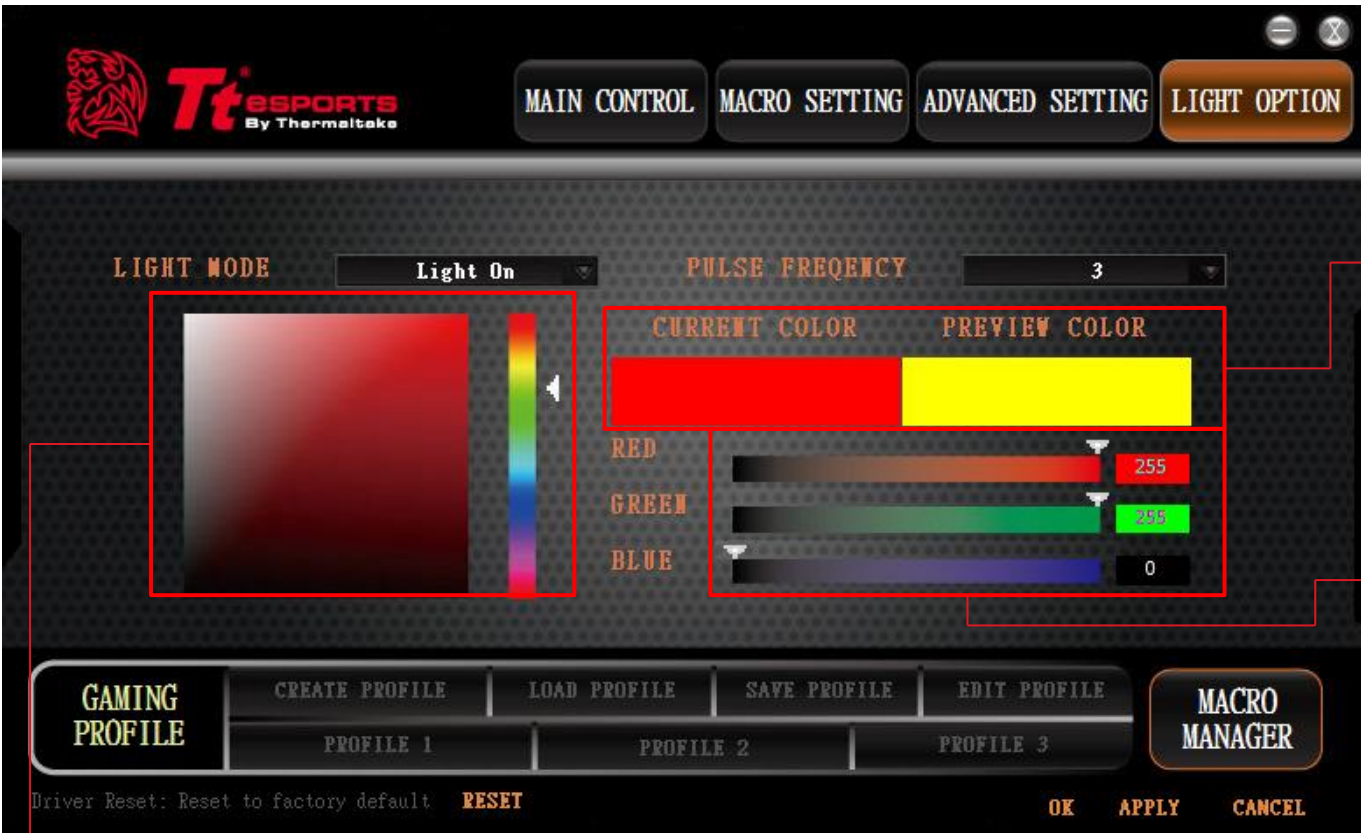 Tt® ESPORTS
By Thermaltake
MAIN CONTROL MACRO SETTING ADVANCED SETTING LIGHT OPTION
LIGHT MODE Light On PULSE FREQENCY 3
CURRENT COLOR PREVIEW COLOR
RED 255
GREEN 255
BLUE 0
GAMING PROFILE
CREATE PROFILE LOAD PROFILE SAVE PROFILE EDIT PROFILE
PROFILE 1 PROFILE 2 PROFILE 3
MACRO MANAGER
Driver Reset: Reset to factory default RESET
OK APPLY CANCEL